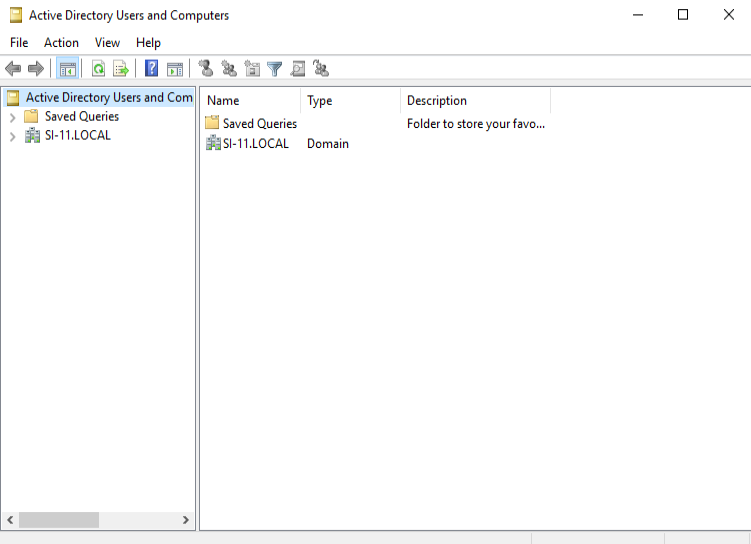 Active Directory Users and Computers
File Action View Help
Active Directory Users and Com
Saved Queries
SI-11.LOCAL
Name Type Description
Saved Queries Folder to store your favo...
SI-11.LOCAL Domain